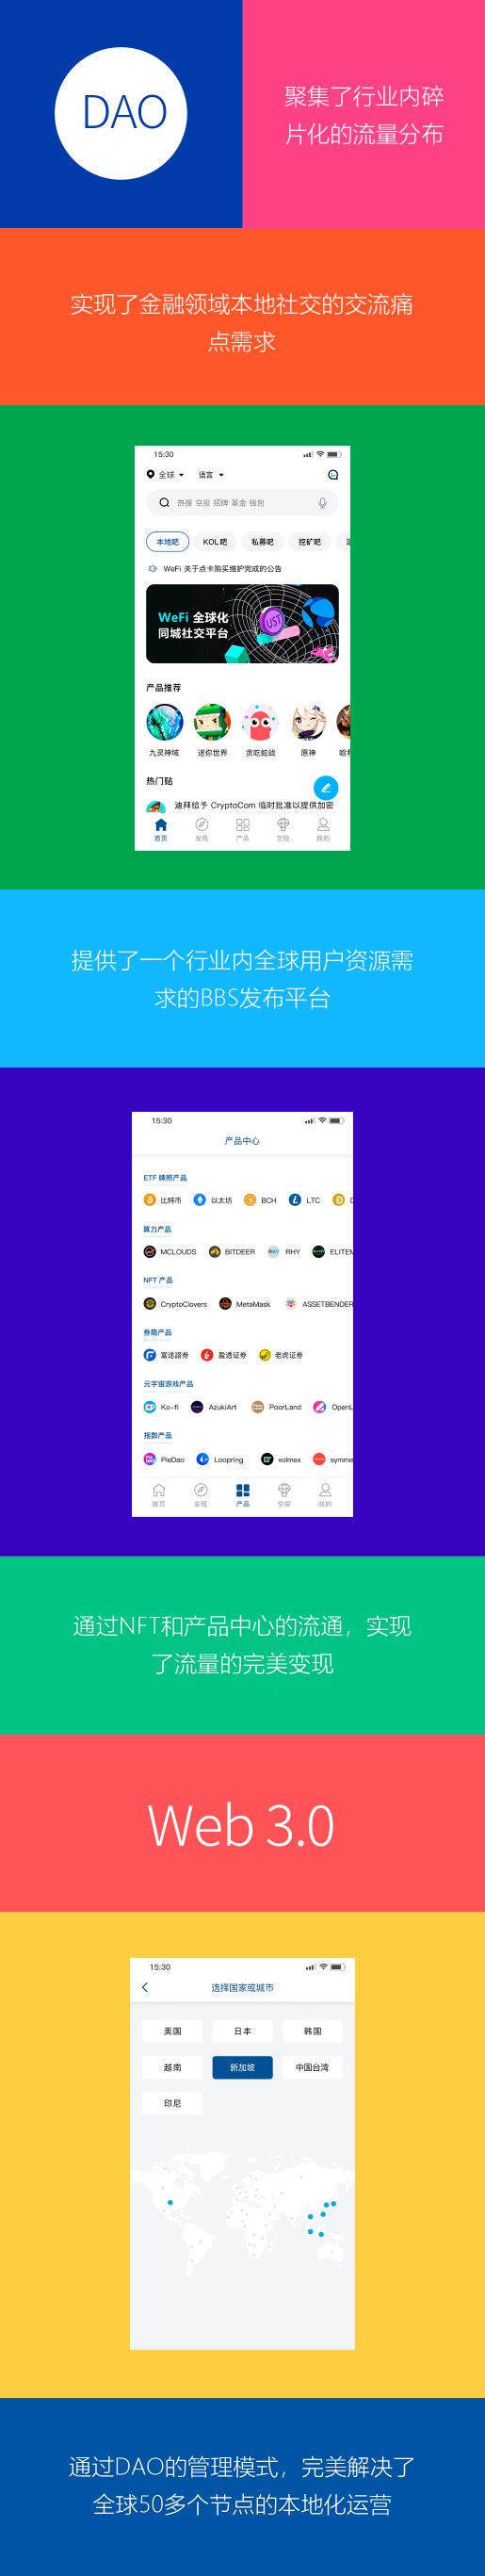 DAO
聚集了行业内碎
片化的流量分布
实现了金融领域本地社交的交流痛
点需求
15:30
全球 语言
热搜 空投 招牌 基金 钱包
本地吧 KOL吧 私募吧 挖矿吧
WeFi 关于点卡购买维护完成的公告
WeFi 全球化
同城社交平台
UST
产品推荐
九灵神域 迷你世界 贪吃蛇战 原神
热门贴
迪拜给予 CryptoCom 临时批准以提供加密
首页 发现 产品 空投 我的
提供了一个行业内全球用户资源需
求的BBS发布平台
15:30
产品中心
ETF 牌照产品
比特币 以太坊 BCH LTC
算力产品
MCLOUDS BITDEER RHY ELITEM
NFT 产品
CryptoClovers MetaMask ASSETBENDER
券商产品
富途證券 盈透证券 老虎证券
元宇宙游戏产品
Ko-fi AzukiArt PoorLand OpenL
指数产品
PieDao Loopring volmex symme
首页 发现 产品 空投 我的
通过NFT和产品中心的流通，实现
了流量的完美变现
Web 3.0
15:30
选择国家或城市
美国 日本 韩国
越南 新加坡 中国台湾
印尼
通过DAO的管理模式，完美解决了
全球50多个节点的本地化运营